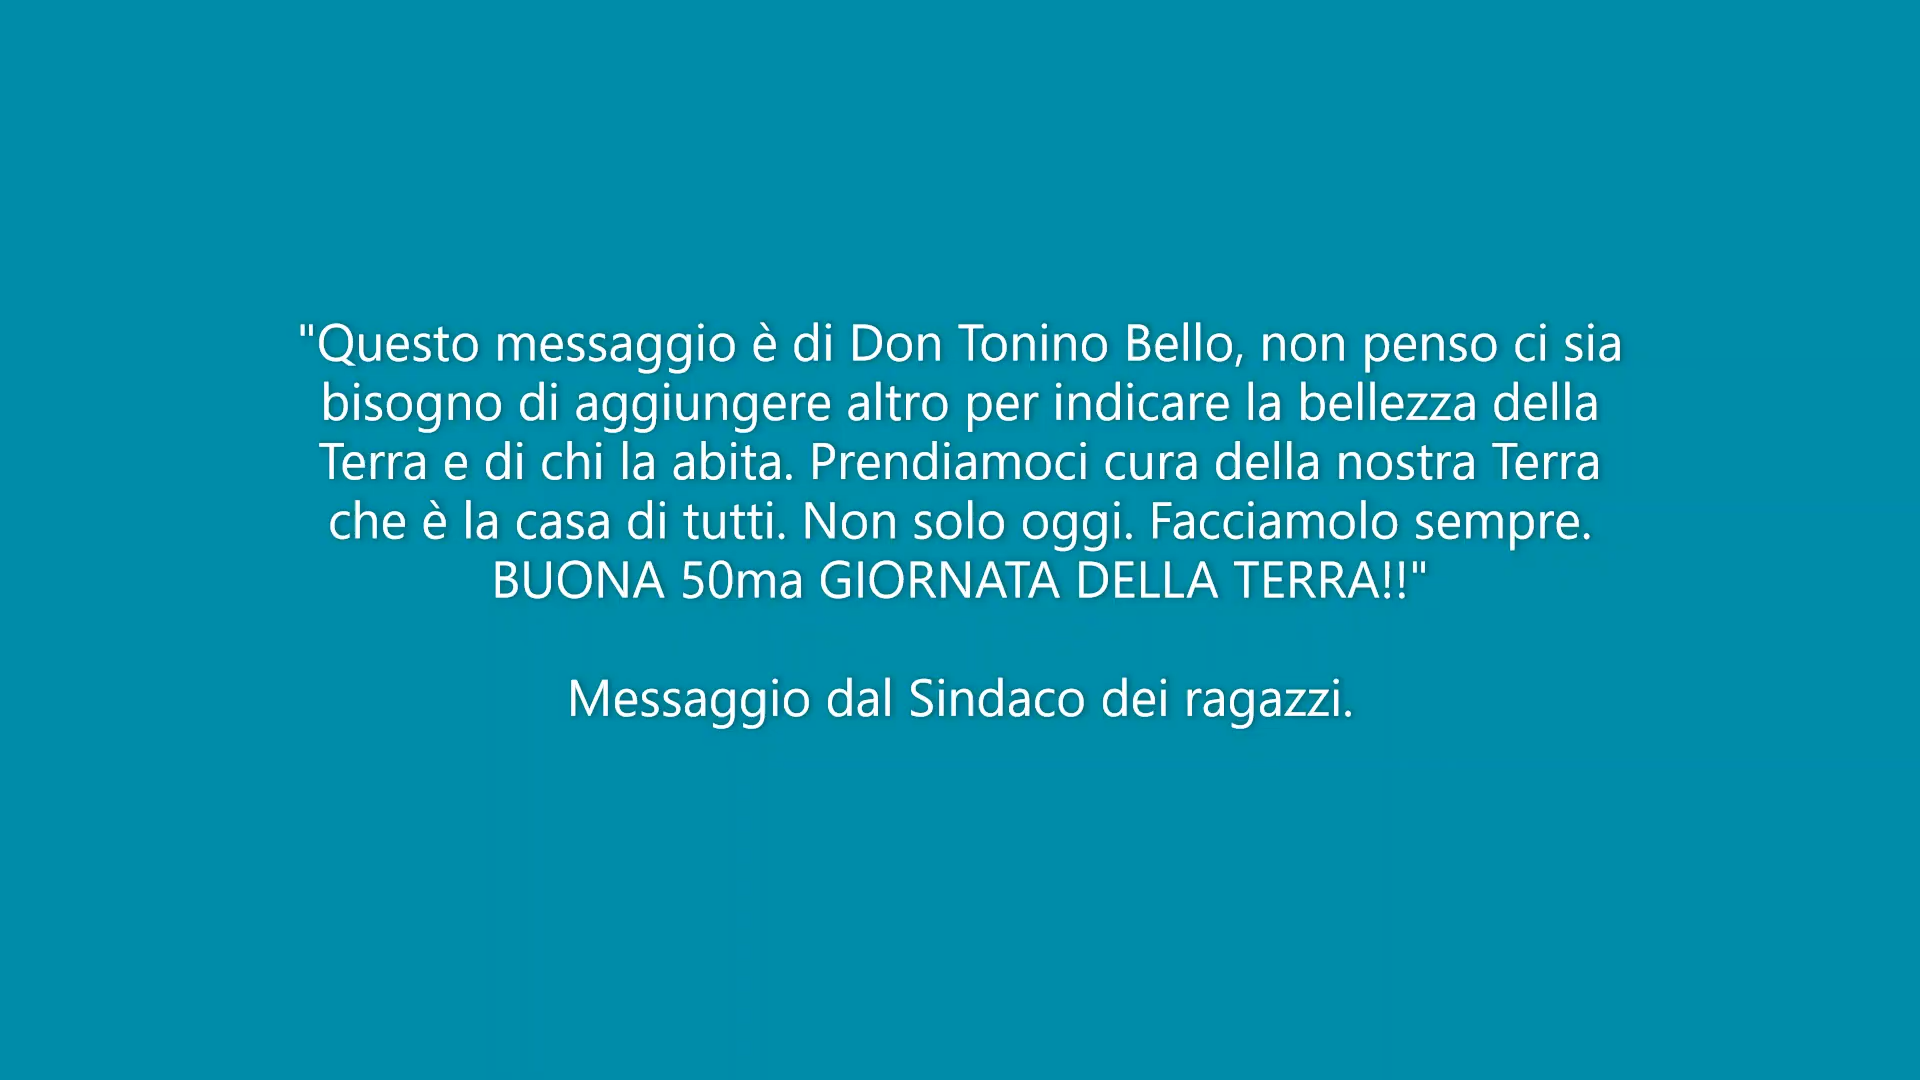 "Questo messaggio è di Don Tonino Bello, non penso ci sia
bisogno di aggiungere altro per indicare la bellezza della
Terra e di chi la abita. Prendiamoci cura della nostra Terra
che è la casa di tutti. Non solo oggi. Facciamolo sempre.
BUONA 50ma GIORNATA DELLA TERRA!!"
Messaggio dal Sindaco dei ragazzi.